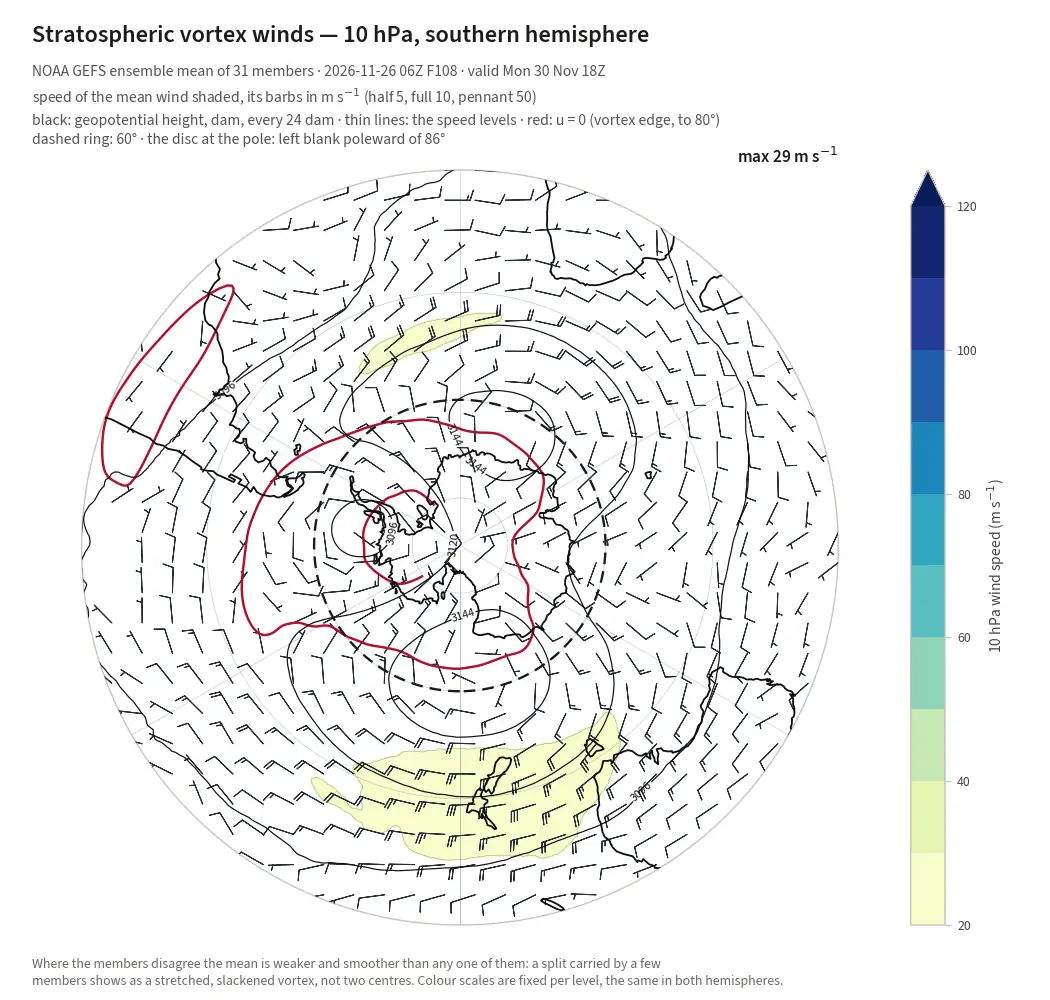 Stratospheric vortex winds — 10 hPa, southern hemisphere
NOAA GEFS ensemble mean of 31 members · 2026-11-26 06Z F108 · valid Mon 30 Nov 18Z
speed of the mean wind shaded, its barbs in m s⁻¹ (half 5, full 10, pennant 50)
black: geopotential height, dam, every 24 dam · thin lines: the speed levels · red: u = 0 (vortex edge, to 80°)
dashed ring: 60° · the disc at the pole: left blank poleward of 86°
max 29 m s⁻¹
120
100
80
60
40
20
10 hPa wind speed (m s⁻¹)
3096
3144
3144
3096
3120
3144
3096
Where the members disagree the mean is weaker and smoother than any one of them: a split carried by a few
members shows as a stretched, slackened vortex, not two centres. Colour scales are fixed per level, the same in both hemispheres.